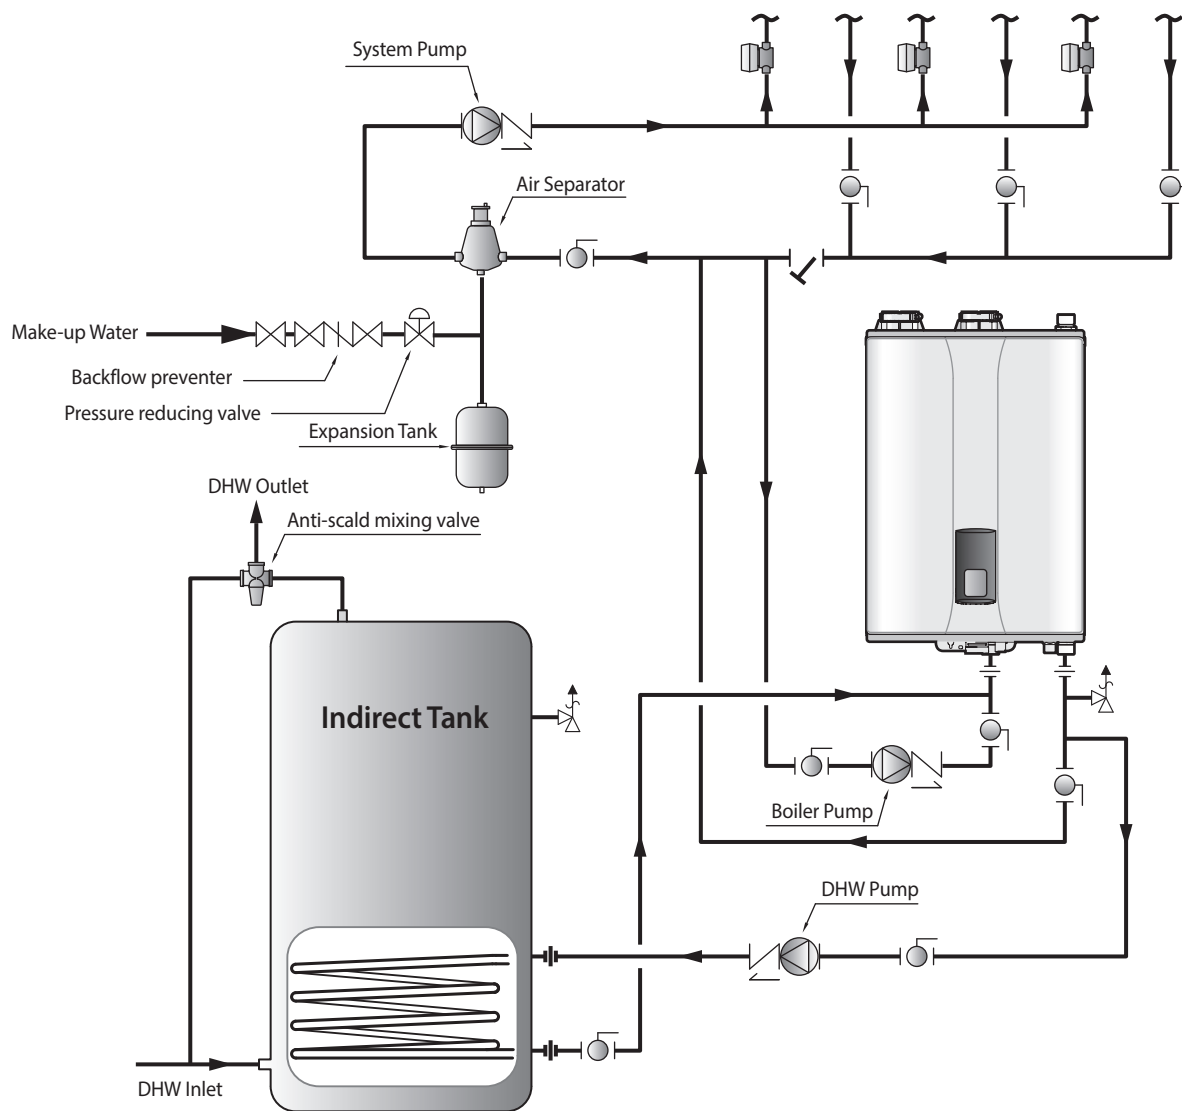 System Pump
Air Separator
Make-up Water
Backflow preventer
Pressure reducing valve
Expansion Tank
DHW Outlet
Anti-scald mixing valve
Indirect Tank
Boiler Pump
DHW Pump
DHW Inlet